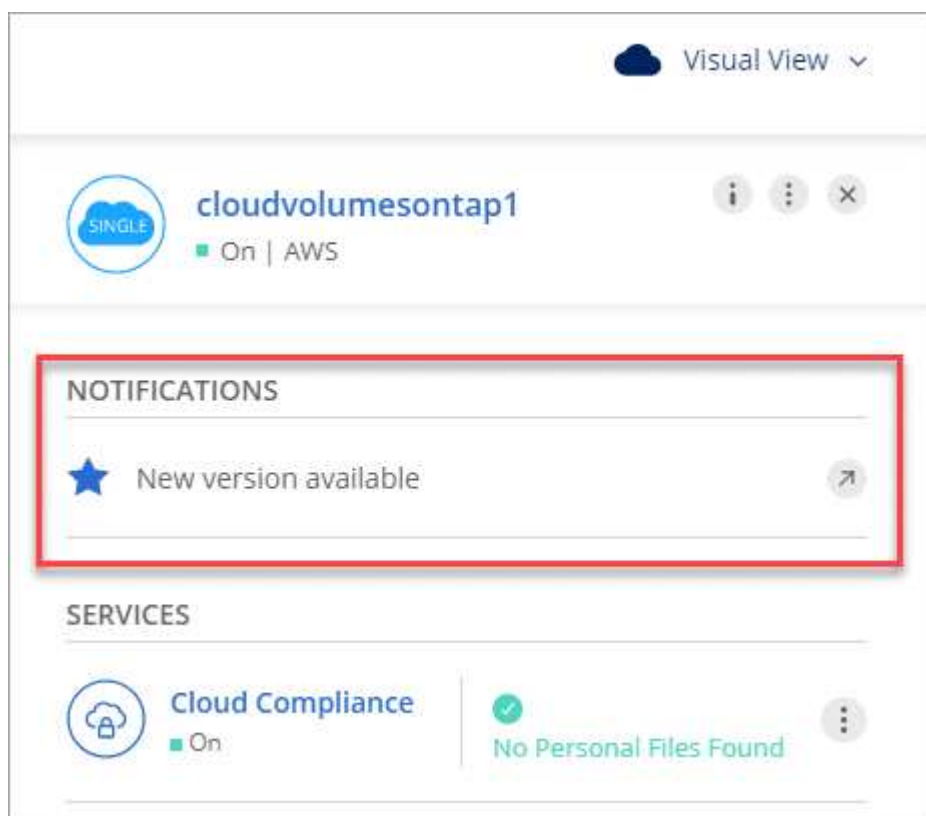 Visual View
SINGLE
cloudvolumesontap1
On | AWS
NOTIFICATIONS
New version available
SERVICES
Cloud Compliance
On
No Personal Files Found